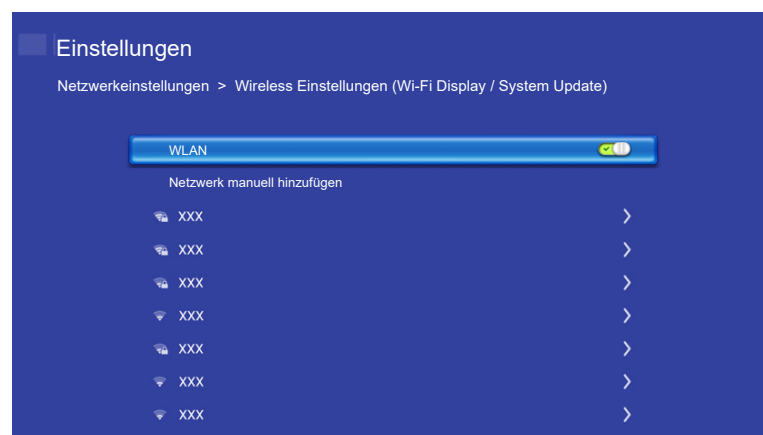 Einstellungen
Netzwerkeinstellungen > Wireless Einstellungen (Wi-Fi Display / System Update)
WLAN
Netzwerk manuell hinzufügen
XXX
XXX
XXX
XXX
XXX
XXX
XXX